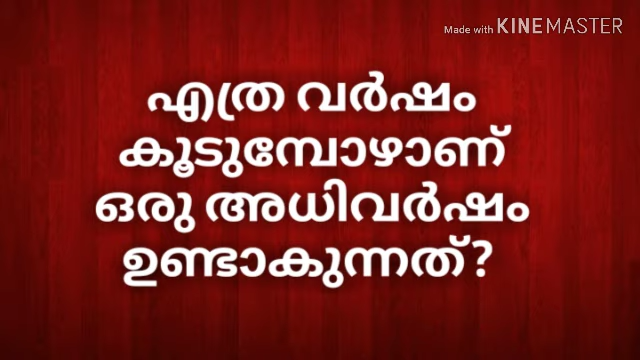 Made with KINEMASTER
എത്ര വർഷം
കൂടുമ്പോഴാണ്
ഒരു അധിവർഷം
ഉണ്ടാകുന്നത്?